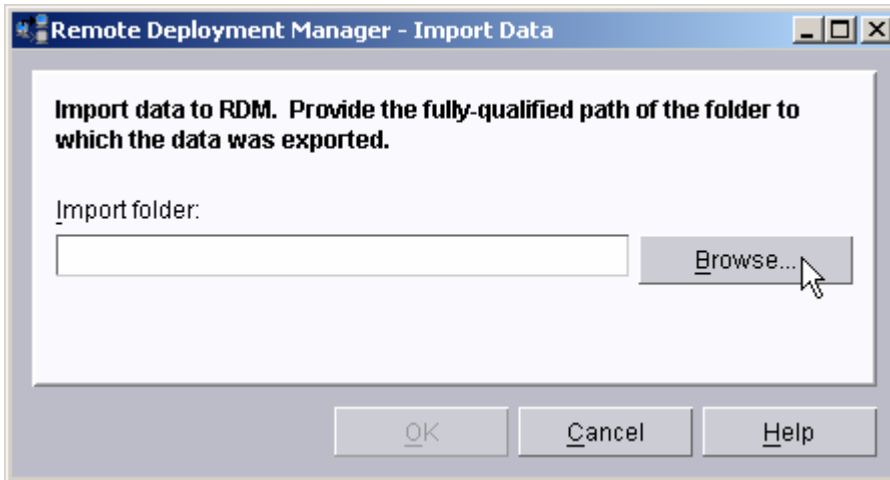 Remote Deployment Manager - Import Data
Import data to RDM. Provide the fully-qualified path of the folder to
which the data was exported.
Import folder:
Browse...
OK
Cancel
Help